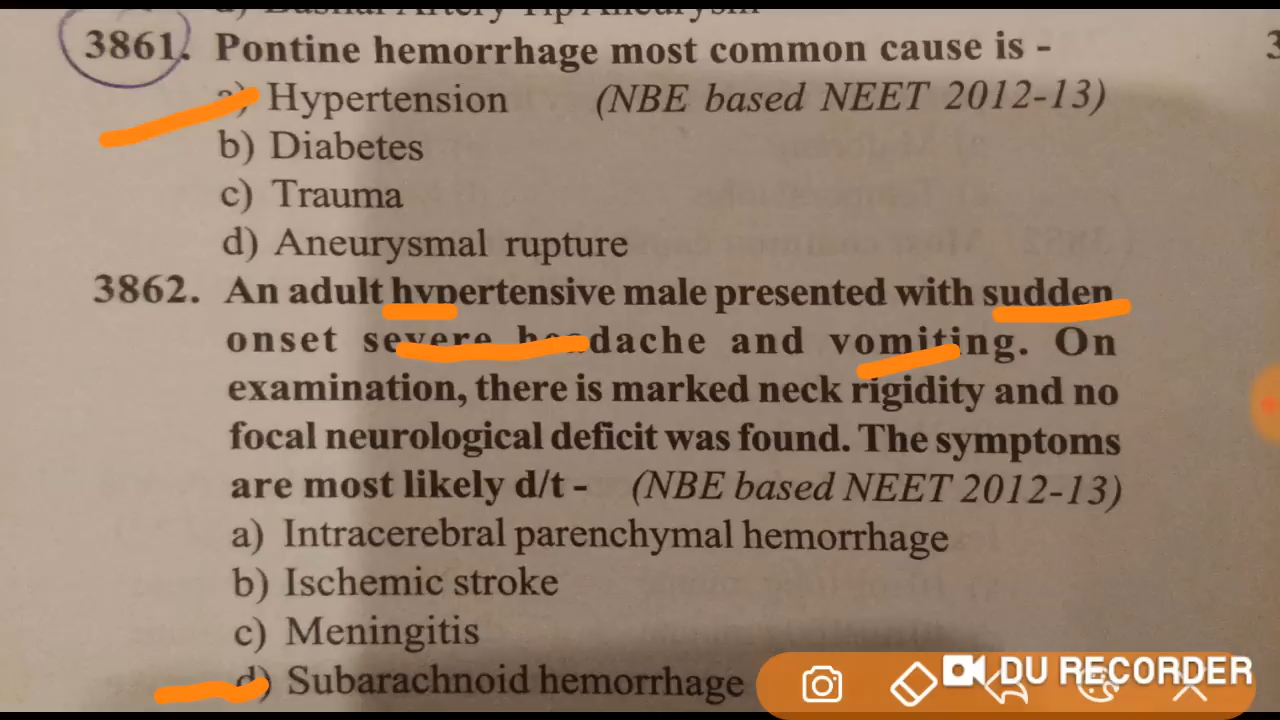 Artery Tip Aneurysm
3861. Pontine hemorrhage most common cause is -
a) Hypertension (NBE based NEET 2012-13)
b) Diabetes
c) Trauma
d) Aneurysmal rupture
3862. An adult hypertensive male presented with sudden
onset severe headache and vomiting. On
examination, there is marked neck rigidity and no
focal neurological deficit was found. The symptoms
are most likely d/t - (NBE based NEET 2012-13)
a) Intracerebral parenchymal hemorrhage
b) Ischemic stroke
c) Meningitis
d) Subarachnoid hemorrhage
DU RECORDER